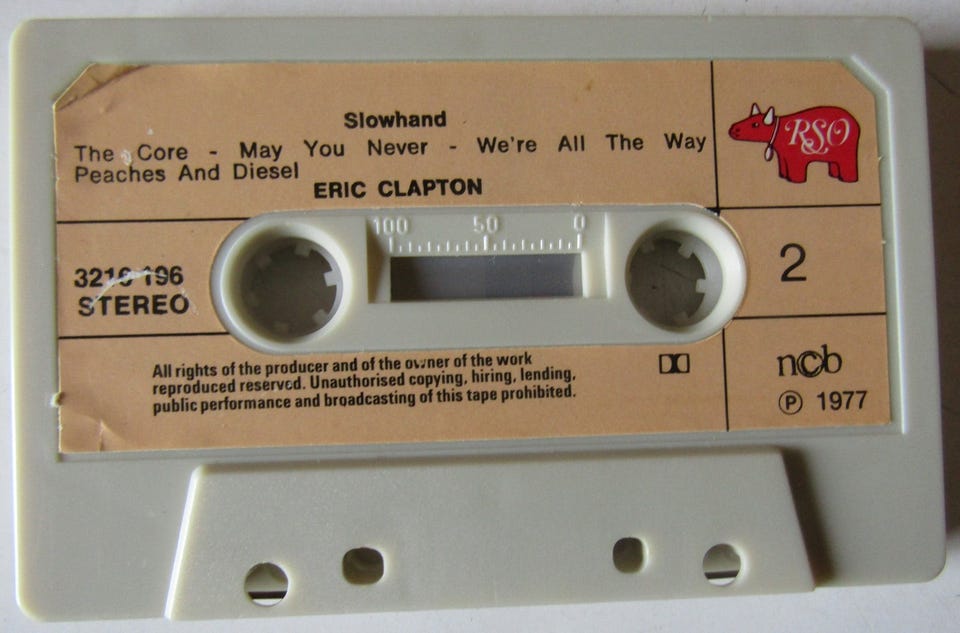 Slowhand
The Core - May You Never - We're All The Way
Peaches And Diesel
ERIC CLAPTON
RSO
100 50 0
3216 196
STEREO
2
All rights of the producer and of the owner of the work
reproduced reserved. Unauthorised copying, hiring, lending,
public performance and broadcasting of this tape prohibited.
ncb
Ⓟ 1977